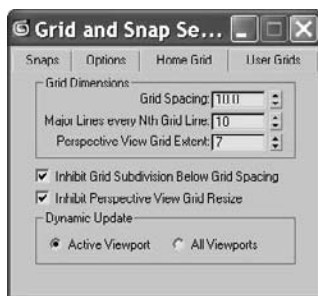 Grid and Snap Se...
Snaps Options Home Grid User Grids
Grid Dimensions
Grid Spacing: 10.0
Major Lines every Nth Grid Line: 10
Perspective View Grid Extent: 7
Inhibit Grid Subdivision Below Grid Spacing
Inhibit Perspective View Grid Resize
Dynamic Update
Active Viewport All Viewports